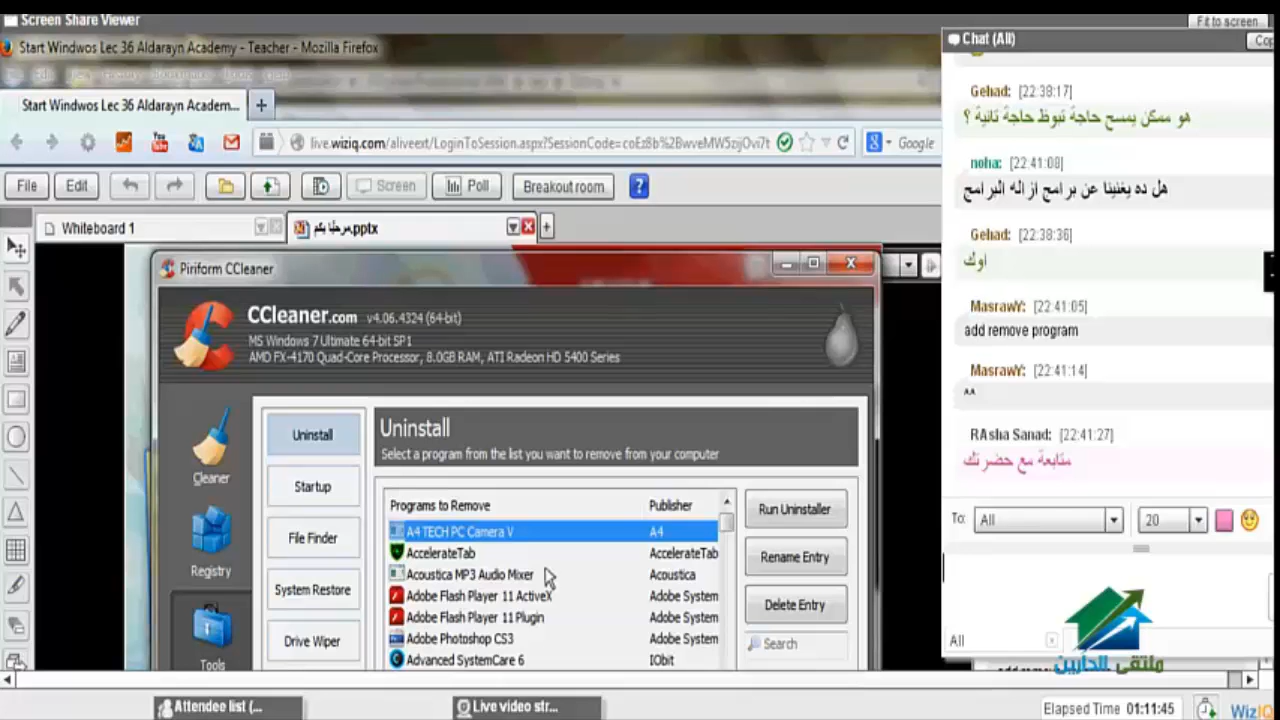 Screen Share Viewer
Fit to screen
Start Windwos Lec 36 Aldarayn Academy - Teacher - Mozilla Firefox
Start Windwos Lec 36 Aldarayn Academ...
live.wiziq.com/aliveext/LoginToSession.aspx?SessionCode=coEz8b%2BwveMW5zijOvi7t
Google
File
Edit
Screen
Poll
Breakout room
Whiteboard 1
مرحبا بكم.pptx
Piriform CCleaner
CCleaner.com v4.06.4324 (64-bit)
MS Windows 7 Ultimate 64-bit SP1
AMD FX-4170 Quad-Core Processor, 8.0GB RAM, ATI Radeon HD 5400 Series
Cleaner
Registry
Tools
Uninstall
Startup
File Finder
System Restore
Drive Wiper
Uninstall
Select a program from the list you want to remove from your computer
Programs to Remove Publisher
A4 TECH PC Camera V A4
AccelerateTab AccelerateTab
Acoustica MP3 Audio Mixer Acoustica
Adobe Flash Player 11 ActiveX Adobe System
Adobe Flash Player 11 Plugin Adobe System
Adobe Photoshop CS3 Adobe System
Advanced SystemCare 6 IObit
Run Uninstaller
Rename Entry
Delete Entry
Search
Chat (All)
Gehad: [22:38:17]
هو ممكن يمسح حاجة تبوظ حاجة تانية ؟
noha: [22:41:08]
هل ده يغنينا عن برامج ازاله البرامج
Gehad: [22:38:36]
اوك
MasrawY: [22:41:05]
add remove program
MasrawY: [22:41:14]
^^
RAsha Sanad: [22:41:27]
متابعة مع حضرتك
To: All 20
All
ملتقى الدارين
Attendee list (...
Live video str...
Elapsed Time 01:11:45
WizIQ